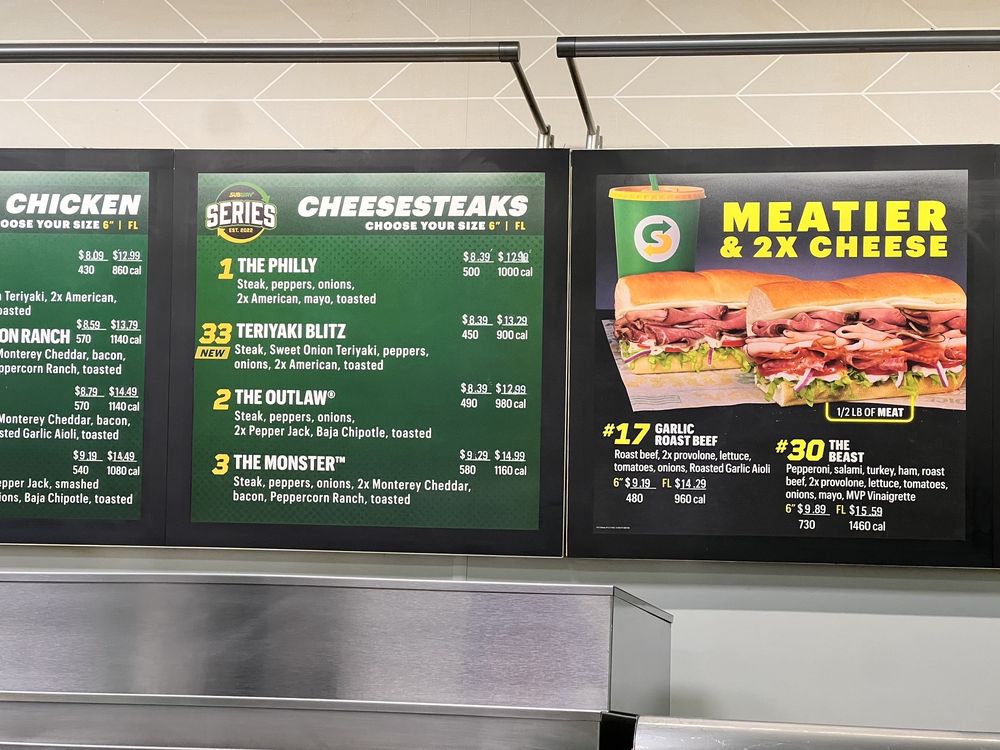 CHICKEN
OOSE YOUR SIZE 6" | FL
$8.09 $12.99
430 860 cal
Teriyaki, 2x American,
oasted
ON RANCH
$8.59 $13.79
570 1140 cal
Monterey Cheddar, bacon,
ppercorn Ranch, toasted
$8.79 $14.49
570 1140 cal
Monterey Cheddar, bacon,
sted Garlic Aioli, toasted
$9.19 $14.49
540 1080 cal
epper Jack, smashed
ions, Baja Chipotle, toasted
SUBWAY
SERIES
EST. 2022
CHEESESTEAKS
CHOOSE YOUR SIZE 6" | FL
1 THE PHILLY
$8.39 $12.99
500 1000 cal
Steak, peppers, onions,
2x American, mayo, toasted
33 TERIYAKI BLITZ
NEW
$8.39 $13.29
450 900 cal
Steak, Sweet Onion Teriyaki, peppers,
onions, 2x American, toasted
2 THE OUTLAW®
$8.39 $12.99
490 980 cal
Steak, peppers, onions,
2x Pepper Jack, Baja Chipotle, toasted
3 THE MONSTER™
$9.29 $14.99
580 1160 cal
Steak, peppers, onions, 2x Monterey Cheddar,
bacon, Peppercorn Ranch, toasted
MEATIER
& 2X CHEESE
1/2 LB OF MEAT
#17 GARLIC
ROAST BEEF
Roast beef, 2x provolone, lettuce,
tomatoes, onions, Roasted Garlic Aioli
6" $9.19 FL $14.29
480 960 cal
#30 THE
BEAST
Pepperoni, salami, turkey, ham, roast
beef, 2x provolone, lettuce, tomatoes,
onions, mayo, MVP Vinaigrette
6" $9.89 FL $15.59
730 1460 cal